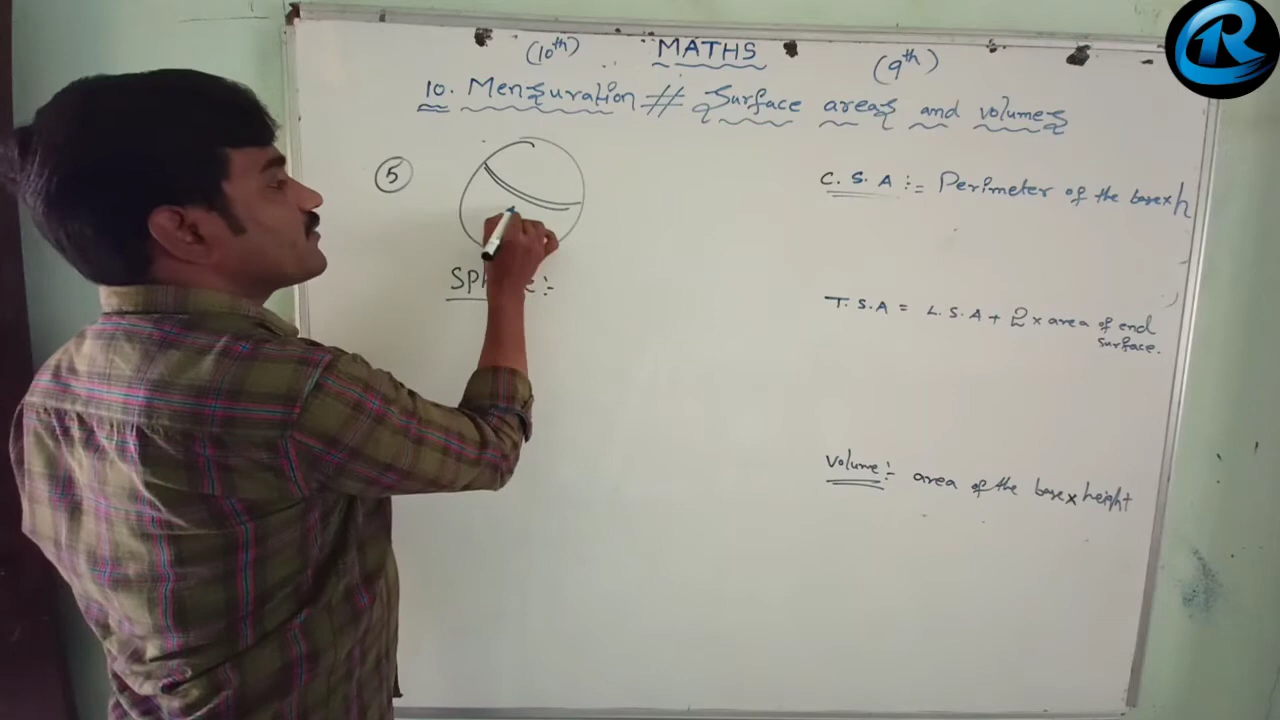 (10th) MATHS (9th)
10. Mensuration // Surface areas and volumes
5
C. S. A := Perimeter of the base x h
Sphere :-
T. S. A = L. S. A + 2 x area of end
surface.
Volume :- area of the base x height
R